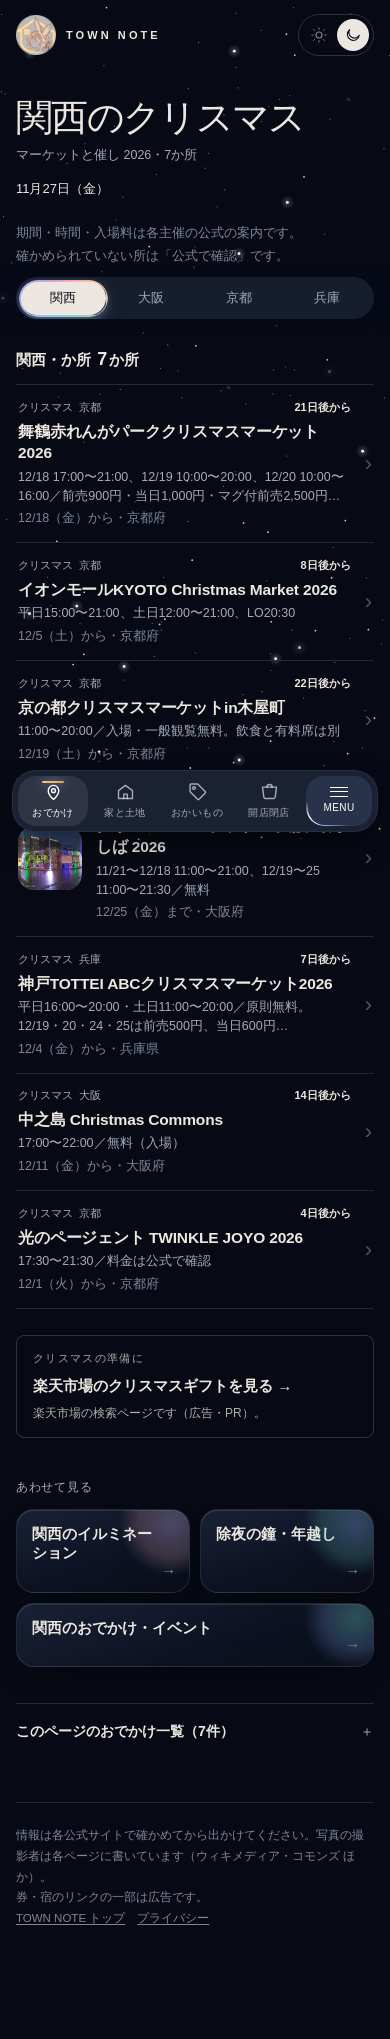 TOWN NOTE
関西のクリスマス
マーケットと催し 2026・7か所
11月27日（金）
期間・時間・入場料は各主催の公式の案内です。
確かめられていない所は「公式で確認」です。
関西
大阪
京都
兵庫
関西・か所 7か所
クリスマス 京都
21日後から
舞鶴赤れんがパーククリスマスマーケット
2026
12/18 17:00〜21:00、12/19 10:00〜20:00、12/20 10:00〜
16:00／前売900円・当日1,000円・マグ付前売2,500円…
12/18（金）から・京都府
クリスマス 京都
8日後から
イオンモールKYOTO Christmas Market 2026
平日15:00〜21:00、土日12:00〜21:00、LO20:30
12/5（土）から・京都府
クリスマス 京都
22日後から
京の都クリスマスマーケットin木屋町
11:00〜20:00／入場・一般観覧無料。飲食と有料席は別
12/19（土）から・京都府
おでかけ
家と土地
おかいもの
開店閉店
MENU
しば 2026
11/21〜12/18 11:00〜21:00、12/19〜25
11:00〜21:30／無料
12/25（金）まで・大阪府
クリスマス 兵庫
7日後から
神戸TOTTEI ABCクリスマスマーケット2026
平日16:00〜20:00・土日11:00〜20:00／原則無料。
12/19・20・24・25は前売500円、当日600円…
12/4（金）から・兵庫県
クリスマス 大阪
14日後から
中之島 Christmas Commons
17:00〜22:00／無料（入場）
12/11（金）から・大阪府
クリスマス 京都
4日後から
光のページェント TWINKLE JOYO 2026
17:30〜21:30／料金は公式で確認
12/1（火）から・京都府
クリスマスの準備に
楽天市場のクリスマスギフトを見る →
楽天市場の検索ページです（広告・PR）。
あわせて見る
関西のイルミネー
ション
→
除夜の鐘・年越し
→
関西のおでかけ・イベント
→
このページのおでかけ一覧（7件）
+
情報は各公式サイトで確かめてから出かけてください。写真の撮
影者は各ページに書いています（ウィキメディア・コモンズ ほ
か）。
券・宿のリンクの一部は広告です。
TOWN NOTE トップ プライバシー